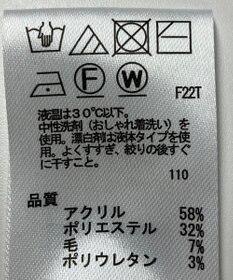 F W F22T
液温は30℃以下。
中性洗剤（おしゃれ着洗い）を
使用。漂白剤は液体タイプを使
用。よくすすぎ、絞りの後すぐ
に干すこと。
110
品質
アクリル 58%
ポリエステル 32%
毛 7%
ポリウレタン 3%